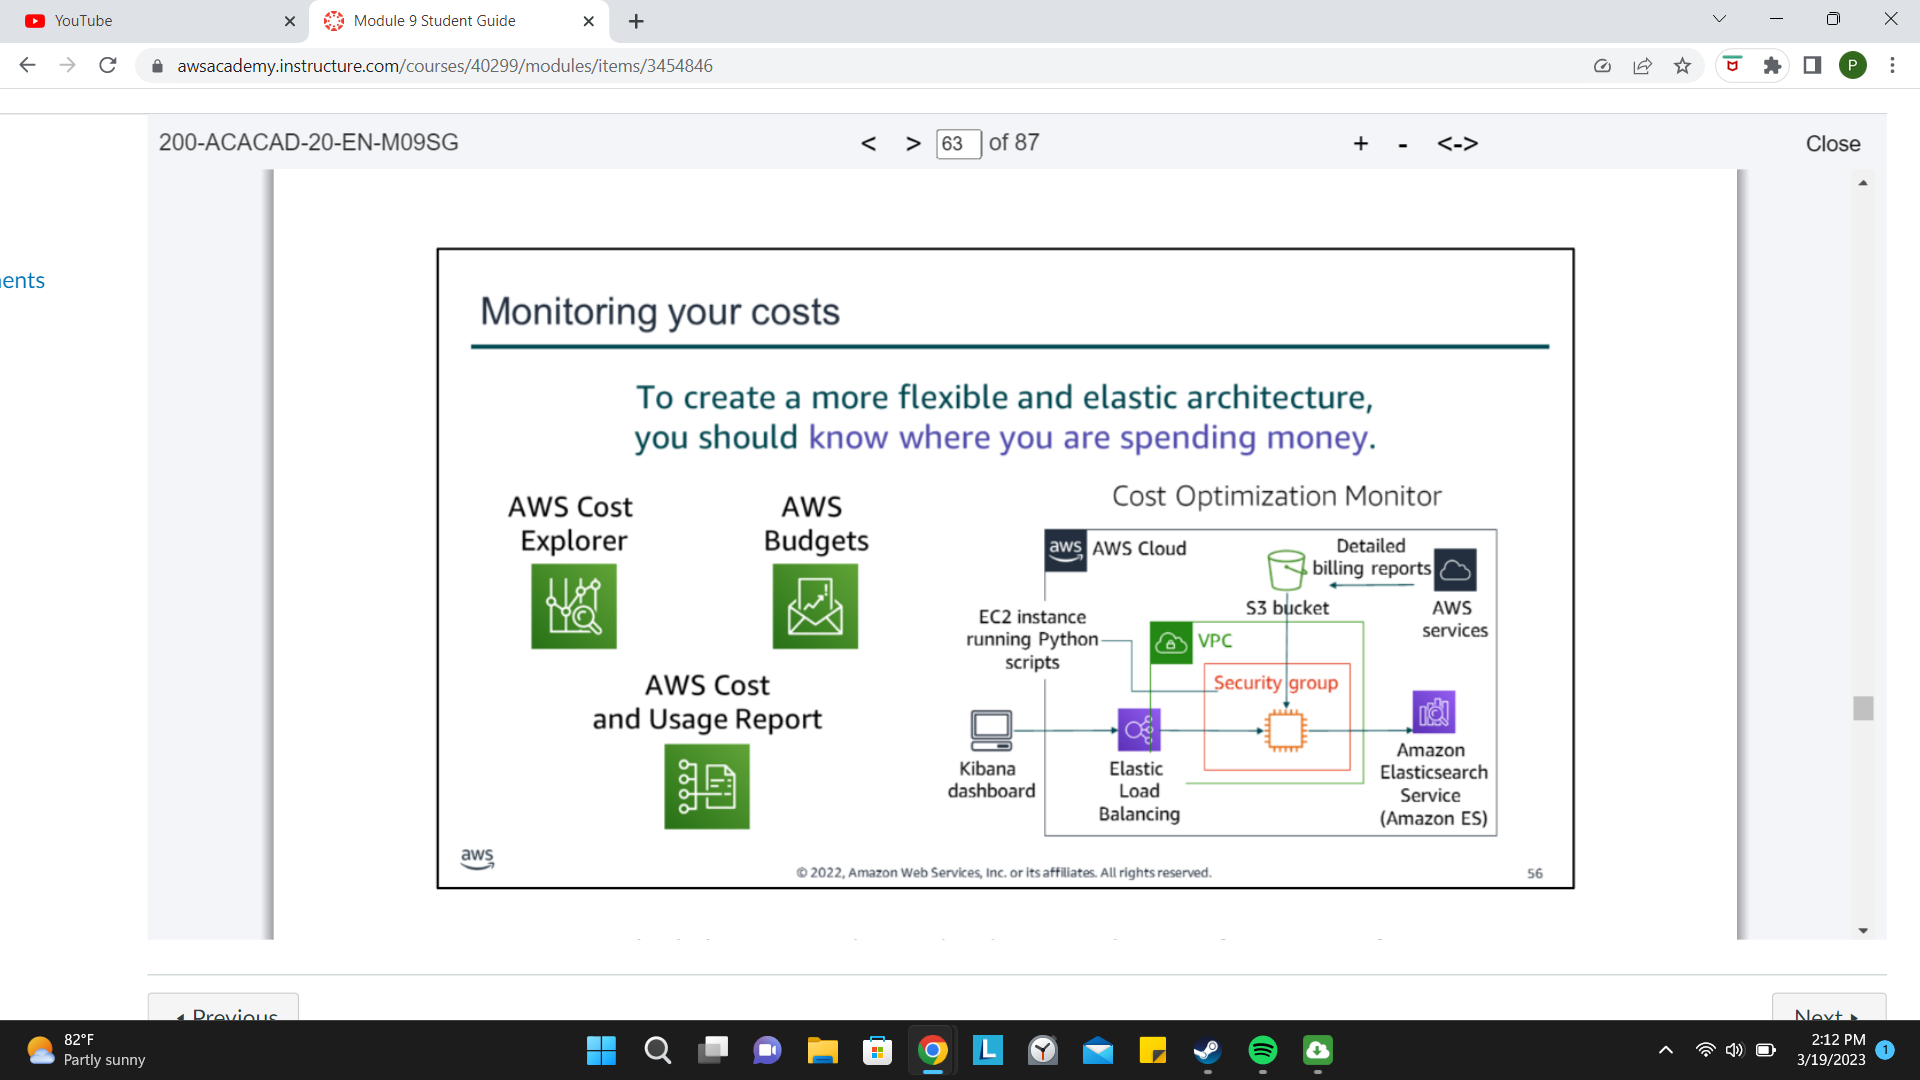 YouTube
Module 9 Student Guide
awsacademy.instructure.com/courses/40299/modules/items/3454846
P
200-ACACAD-20-EN-M09SG
< > 63 of 87
+ - <->
Close
ents
Monitoring your costs
To create a more flexible and elastic architecture,
you should know where you are spending money.
AWS Cost
Explorer
AWS
Budgets
AWS Cost
and Usage Report
Cost Optimization Monitor
aws
AWS Cloud
Detailed
billing reports
S3 bucket
AWS
services
EC2 instance
running Python
scripts
VPC
Security group
Kibana
dashboard
Elastic
Load
Balancing
Amazon
Elasticsearch
Service
(Amazon ES)
aws
© 2022, Amazon Web Services, Inc. or its affiliates. All rights reserved.
56
Previous
Next
82°F
Partly sunny
L
2:12 PM
3/19/2023
1